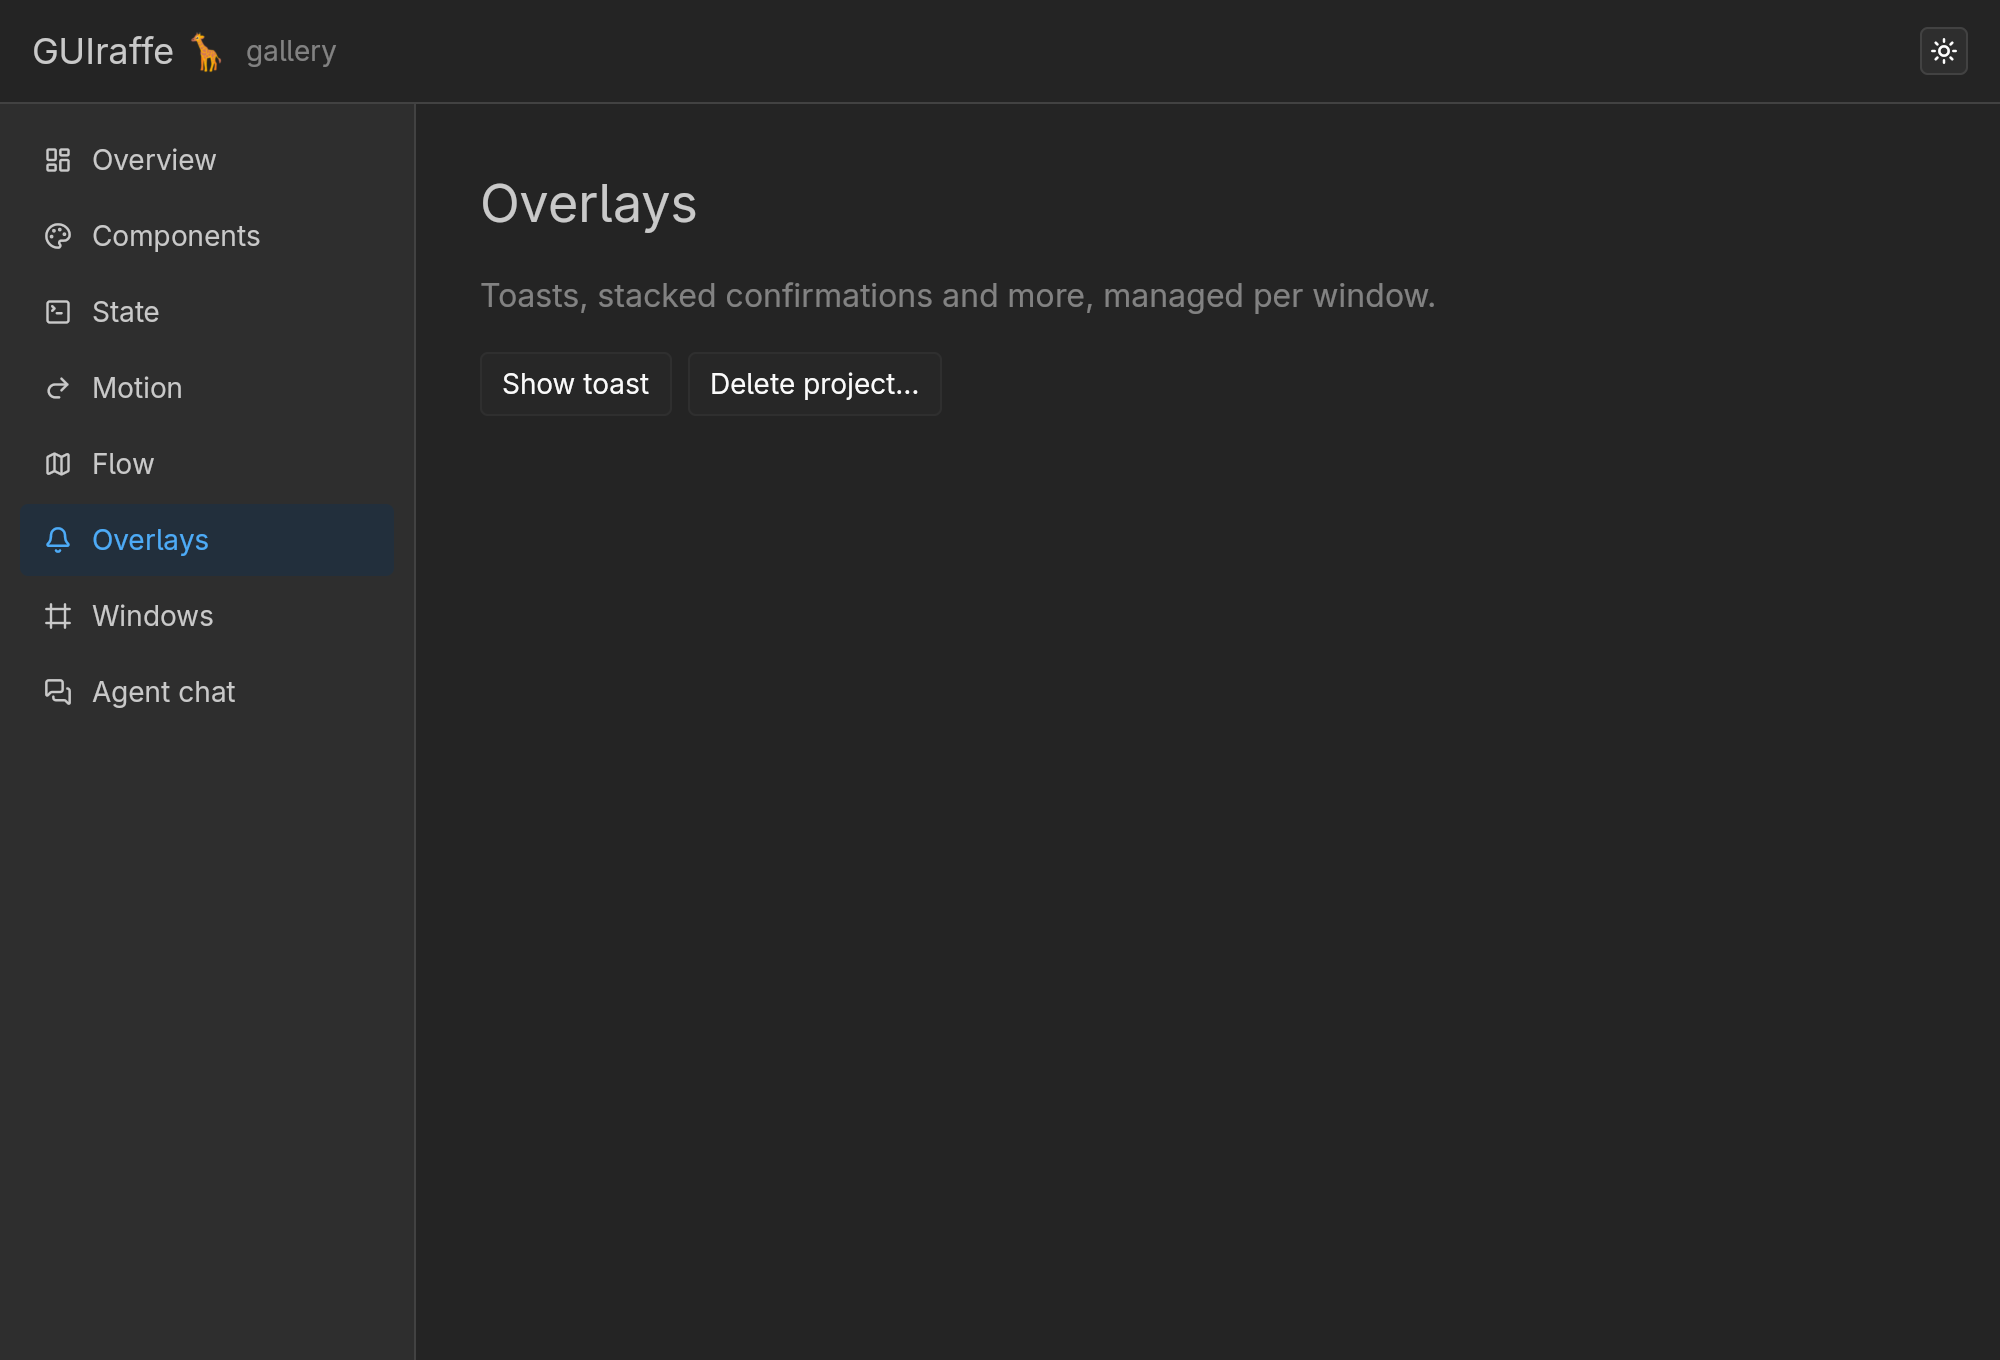 GUIraffe 🦒 gallery
Overview
Components
State
Motion
Flow
Overlays
Windows
Agent chat
Overlays
Toasts, stacked confirmations and more, managed per window.
Show toast
Delete project...